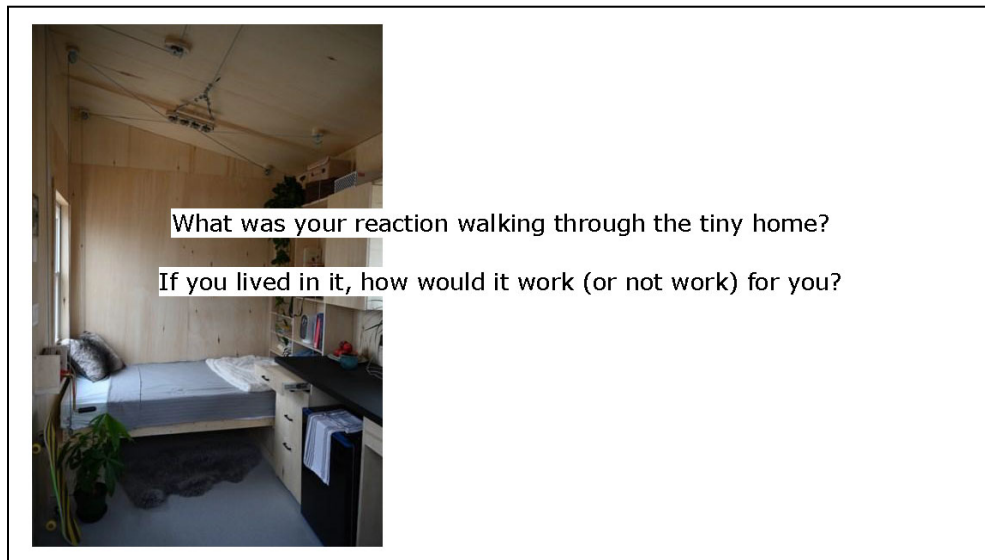 What was your reaction walking through the tiny home?
If you lived in it, how would it work (or not work) for you?